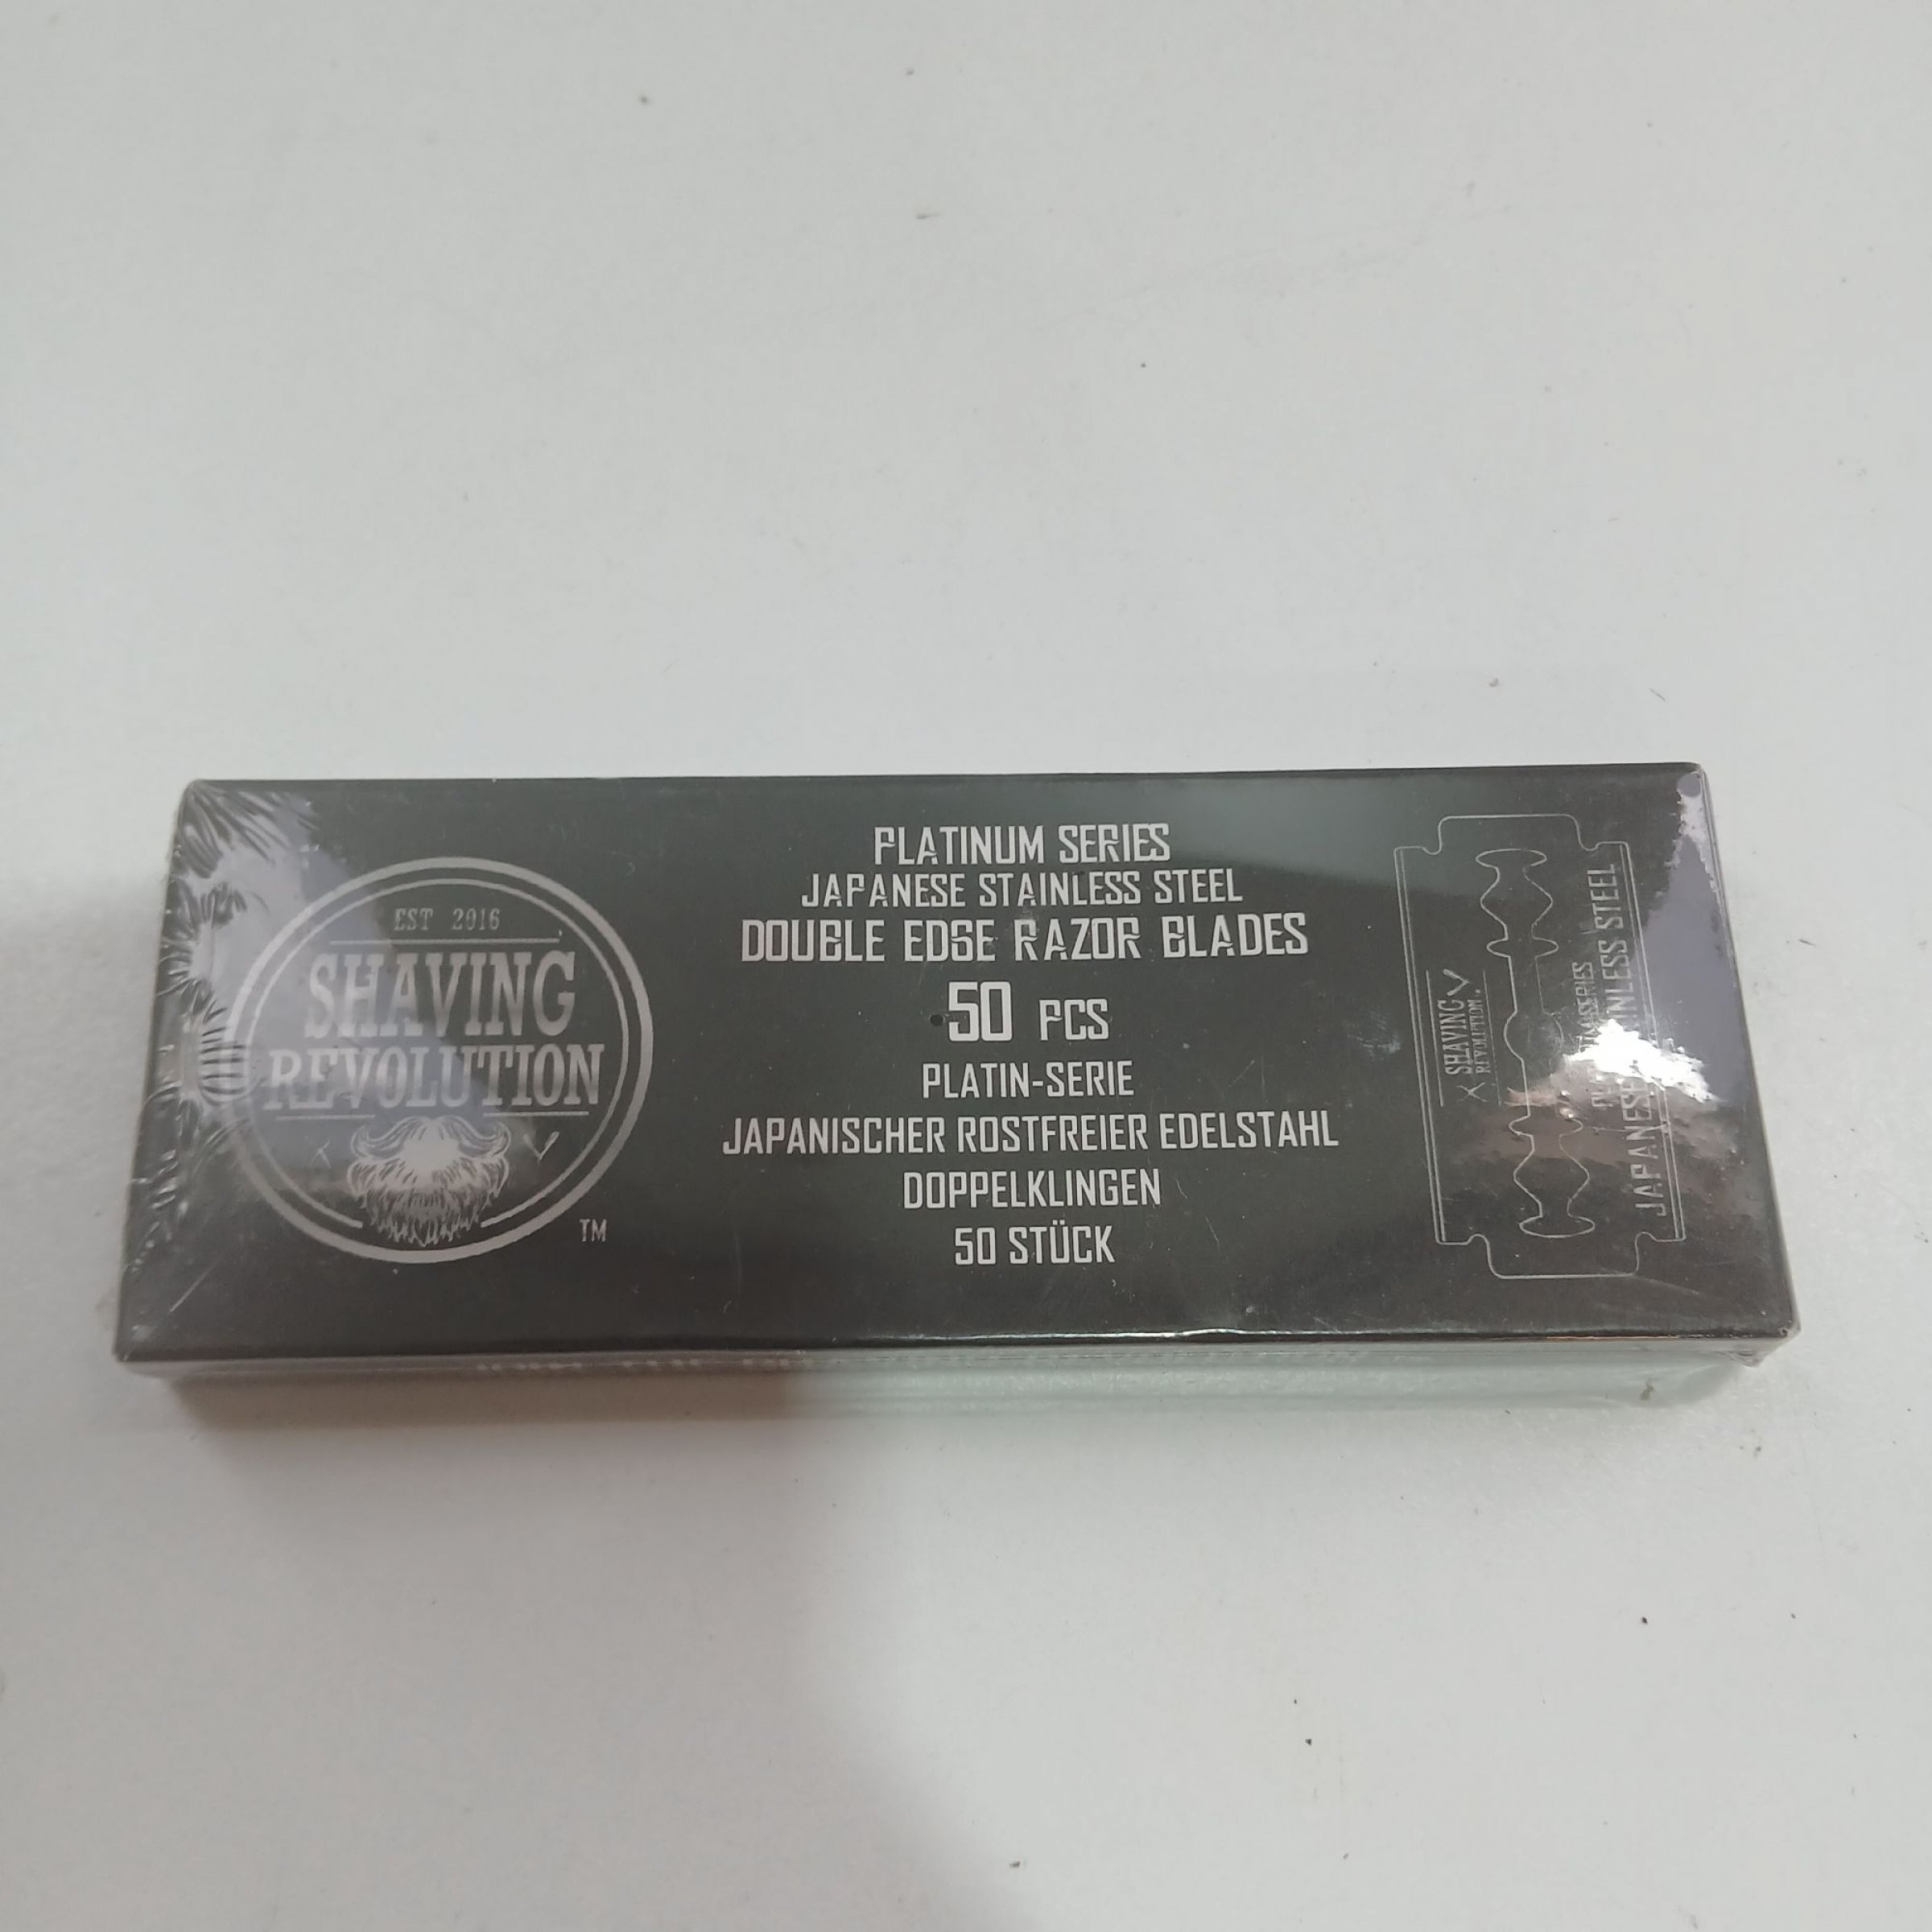 EST 2016
SHAVING
REVOLUTION
TM
PLATINUM SERIES
JAPANESE STAINLESS STEEL
DOUBLE EDGE RAZOR BLADES
50 PCS
PLATIN-SERIE
JAPANISCHER ROSTFREIER EDELSTAHL
DOPPELKLINGEN
50 STÜCK
SHAVING
REVOLUTION
SERIES
JAPANESE STAINLESS STEEL